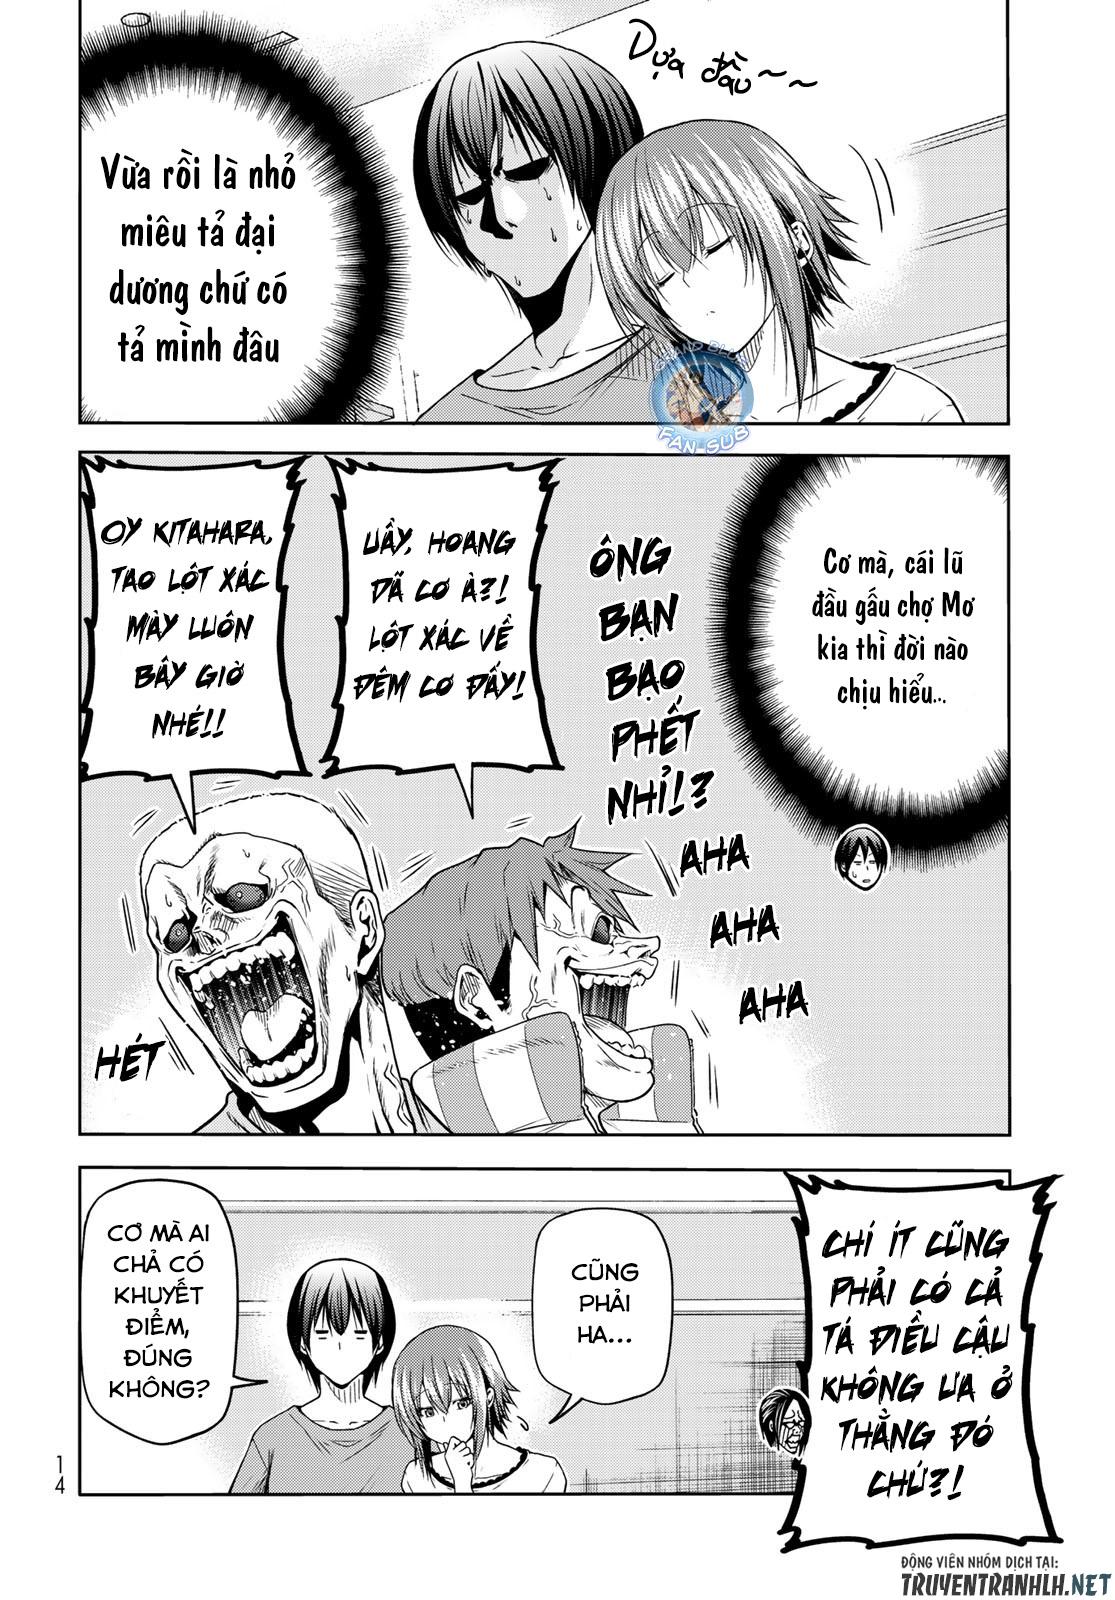 Dựa đầu~~
Vừa rồi là nhỏ
miêu tả đại
dương chứ có
tả mình đâu
GRAND BLUE
FAN SUB
OY KITAHARA,
TAO LỘT XÁC
MÀY LUÔN
BÂY GIỜ
NHÉ!!
UẦY, HOANG
DÃ CƠ À?!
LỘT XÁC VỀ
ĐÊM CƠ ĐẤY!
ÔNG
BẠN
BẠO
PHẾT
NHỈ!?
AHA
AHA
AHA
Cơ mà, cái lũ
đầu gấu chợ Mơ
kia thì đời nào
chịu hiểu...
HÉT
CƠ MÀ AI
CHẢ CÓ
KHUYẾT
ĐIỂM,
ĐÚNG
KHÔNG?
CŨNG
PHẢI
HA...
CHÍ ÍT CŨNG
PHẢI CÓ CẢ
TÁ ĐIỀU CẬU
KHÔNG ƯA Ở
THẰNG ĐÓ
CHỨ?!
14
ĐỘNG VIÊN NHÓM DỊCH TẠI:
TRUYENTRANHLH.NET